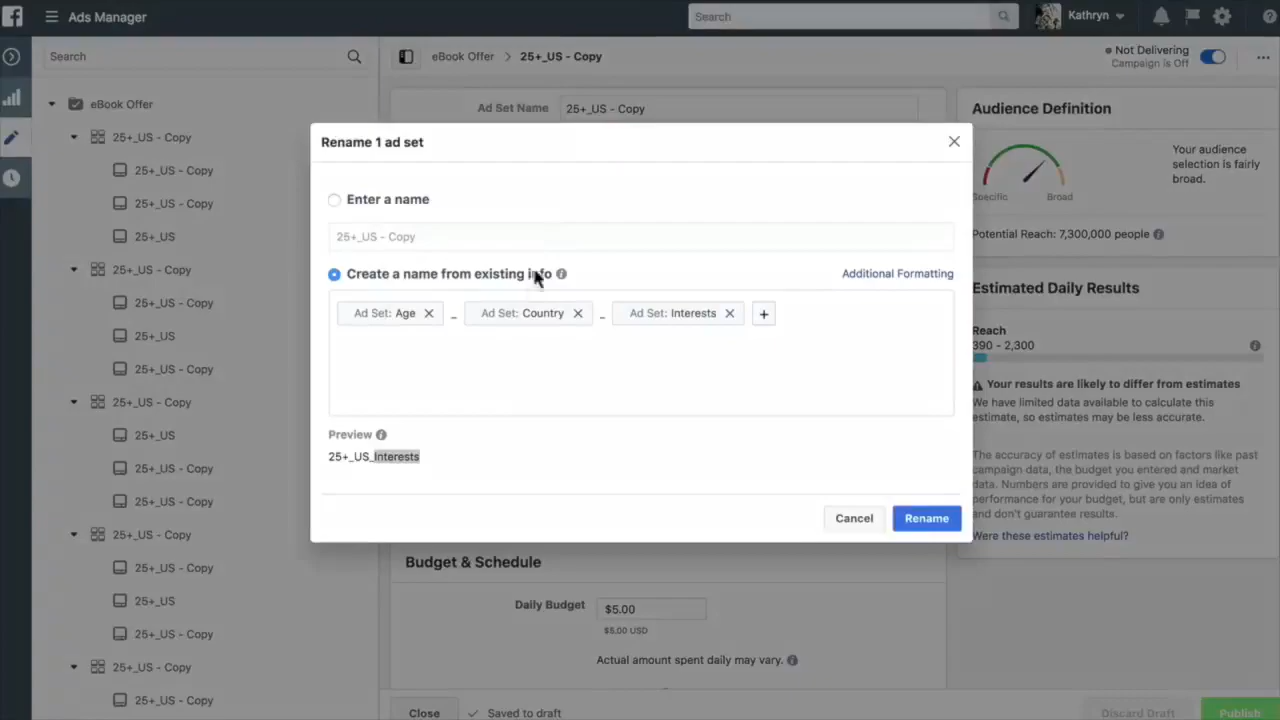 Ads Manager
Search
Kathryn
Search
eBook Offer
25+_US - Copy
25+_US - Copy
25+_US - Copy
25+_US
25+_US - Copy
25+_US - Copy
25+_US
25+_US - Copy
25+_US - Copy
25+_US
25+_US - Copy
25+_US - Copy
25+_US - Copy
25+_US - Copy
25+_US
25+_US - Copy
25+_US - Copy
25+_US - Copy
eBook Offer > 25+_US - Copy
Not Delivering
Campaign is Off
Ad Set Name 25+_US - Copy
Rename 1 ad set
Enter a name
25+_US - Copy
Create a name from existing info
Additional Formatting
Ad Set: Age _ Ad Set: Country _ Ad Set: Interests +
Preview
25+_US_Interests
Cancel
Rename
Budget & Schedule
Daily Budget $5.00
$5.00 USD
Actual amount spent daily may vary.
Close
Saved to draft
Discard Draft
Publish
Audience Definition
Your audience
selection is fairly
broad.
Specific
Broad
Potential Reach: 7,300,000 people
Estimated Daily Results
Reach
390 - 2,300
Your results are likely to differ from estimates
We have limited data available to calculate this
estimate, so estimates may be less accurate.
The accuracy of estimates is based on factors like past
campaign data, the budget you entered and market
data. Numbers are provided to give you an idea of
performance for your budget, but are only estimates
and don't guarantee results.
Were these estimates helpful?